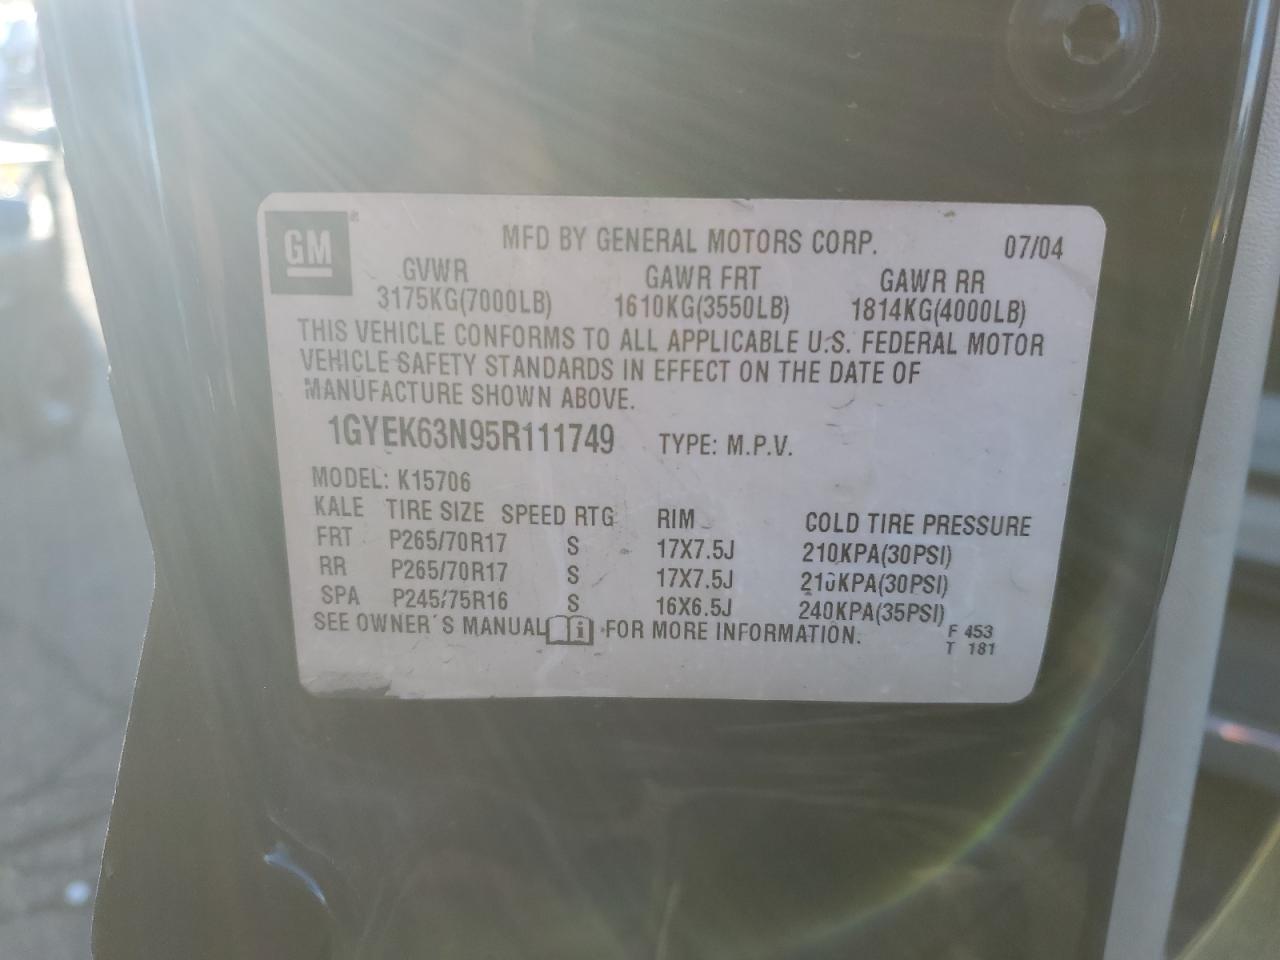 GM ®
MFD BY GENERAL MOTORS CORP. 07/04
GVWR GAWR FRT GAWR RR
3175KG(7000LB) 1610KG(3550LB) 1814KG(4000LB)
THIS VEHICLE CONFORMS TO ALL APPLICABLE U.S. FEDERAL MOTOR
VEHICLE SAFETY STANDARDS IN EFFECT ON THE DATE OF
MANUFACTURE SHOWN ABOVE.
1GYEK63N95R111749 TYPE: M.P.V.
MODEL: K15706
KALE TIRE SIZE SPEED RTG RIM COLD TIRE PRESSURE
FRT P265/70R17 S 17X7.5J 210KPA(30PSI)
RR P265/70R17 S 17X7.5J 210KPA(30PSI)
SPA P245/75R16 S 16X6.5J 240KPA(35PSI)
SEE OWNER'S MANUAL i FOR MORE INFORMATION.
F 453
T 181